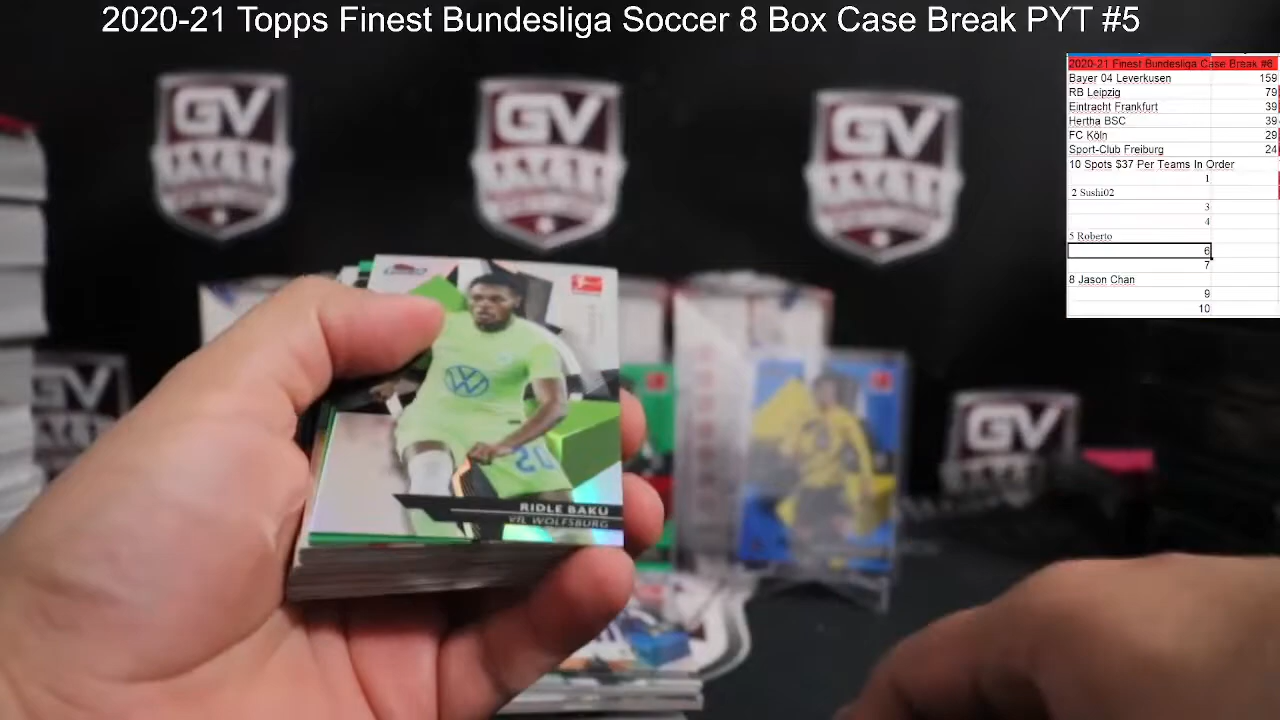 2020-21 Topps Finest Bundesliga Soccer 8 Box Case Break PYT #5
2020-21 Finest Bundesliga Case Break #6
Bayer 04 Leverkusen 159
RB Leipzig 79
Eintracht Frankfurt 39
Hertha BSC 39
FC Köln 29
Sport-Club Freiburg 24
10 Spots $37 Per Teams In Order
1
2 Sushi02
3
4
5 Roberto
6
7
8 Jason Chan
9
10
GV
GV
GV
GV
GV
20
RIDLE BAKU
VfL WOLFSBURG